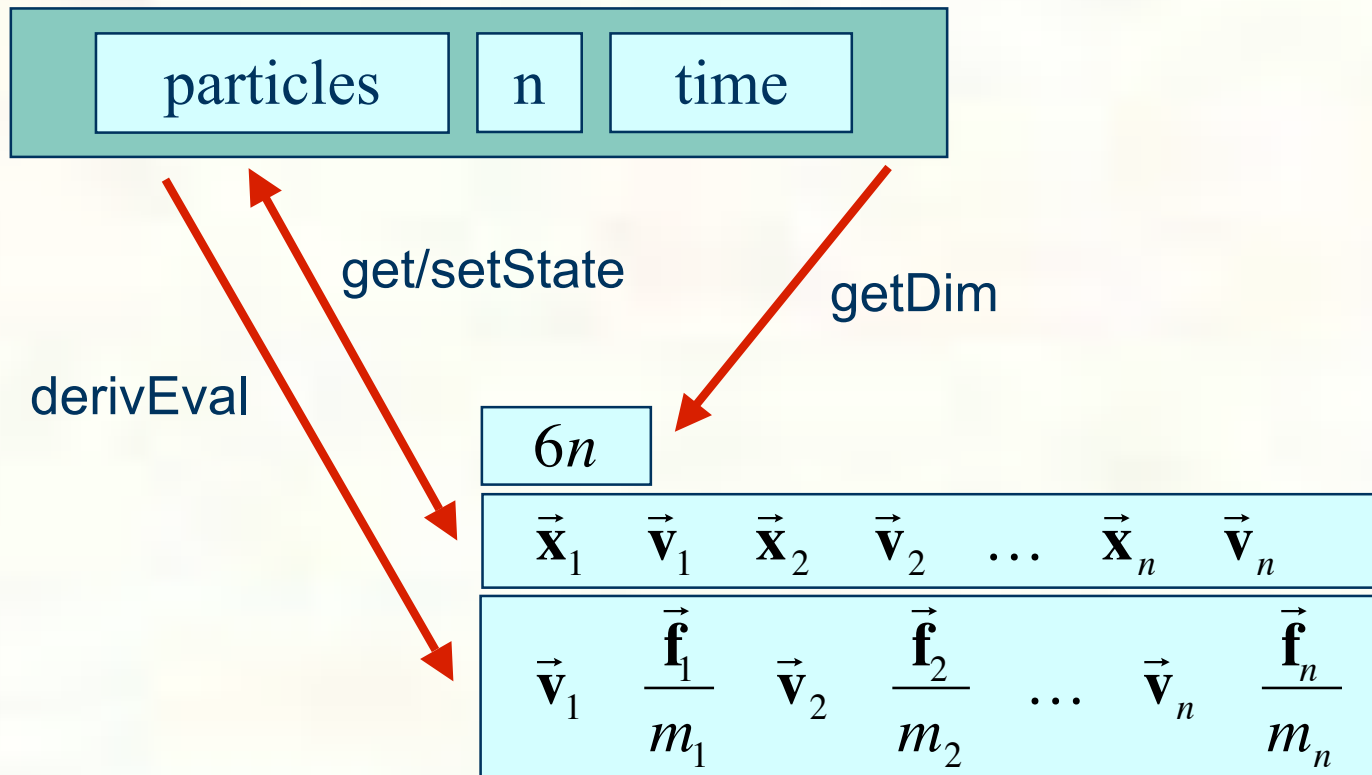 particles n time
get/setState
getDim
derivEval
6n
x⃗₁ v⃗₁ x⃗₂ v⃗₂ … x⃗ₙ v⃗ₙ
v⃗₁ f⃗₁/m₁ v⃗₂ f⃗₂/m₂ … v⃗ₙ f⃗ₙ/mₙ